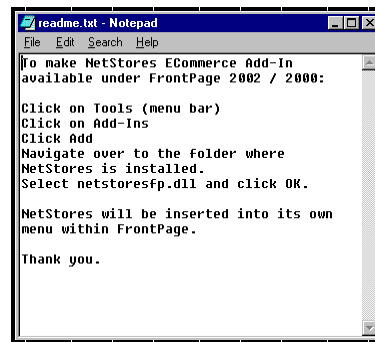 readme.txt - Notepad
File Edit Search Help
To make NetStores ECommerce Add-In
available under FrontPage 2002 / 2000:
Click on Tools (menu bar)
Click on Add-Ins
Click Add
Navigate over to the folder where
NetStores is installed.
Select netstoresfp.dll and click OK.
NetStores will be inserted into its own
menu within FrontPage.
Thank you.